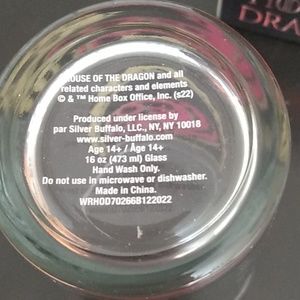 HOUSE OF THE DRAGON and all
related characters and elements
© & ™ Home Box Office, Inc. (s22)
Produced under license by
par Silver Buffalo, LLC., NY, NY 10018
www.silver-buffalo.com
Age 14+ / Âge 14+
16 oz (473 ml) Glass
Hand Wash Only.
Do not use in microwave or dishwasher.
Made in China.
WRHOD70266B122022
DRA